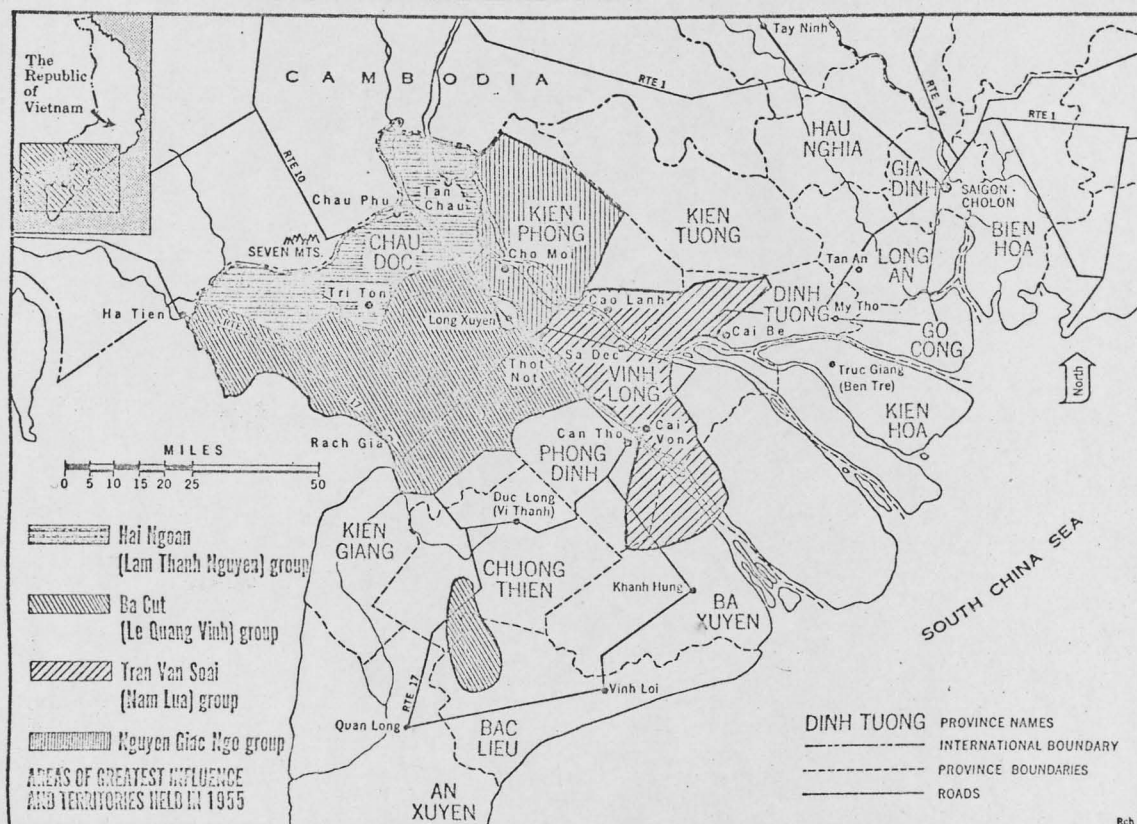 The
Republic
of
Vietnam
CAMBODIA
RTE 1
Tay Ninh
RTE 14
RTE 1
HAU
NGHIA
GIA
DINH
SAIGON-
CHOLON
BIEN
HOA
RTE 10
Chau Phu
Tan
Chau
KIEN
PHONG
KIEN
TUONG
SEVEN MTS.
CHAU
DOC
Cho Moi
Tan An
LONG
AN
Ha Tien
Tri Ton
Long Xuyen
Cao Lanh
DINH
TUONG
My Tho
Cai Be
GO
CONG
Sa Dec
VINH
LONG
Thot
Not
Truc Giang
(Ben Tre)
KIEN
HOA
North
17
Rach Gia
Can Tho
Cai
Von
PHONG
DINH
MILES
0 5 10 15 20 25 50
Duc Long
(Vi Thanh)
KIEN
GIANG
CHUONG
THIEN
Khanh Hung
BA
XUYEN
SOUTH CHINA SEA
Hai Ngoan
(Lam Thanh Nguyen) group
Ba Cut
(Le Quang Vinh) group
Tran Van Soai
(Nam Lua) group
Nguyen Giac Ngo group
AREAS OF GREATEST INFLUENCE
AND TERRITORIES HELD IN 1955
RTE 17
Vinh Loi
Quan Long
BAC
LIEU
AN
XUYEN
DINH TUONG PROVINCE NAMES
INTERNATIONAL BOUNDARY
PROVINCE BOUNDARIES
ROADS
Rch